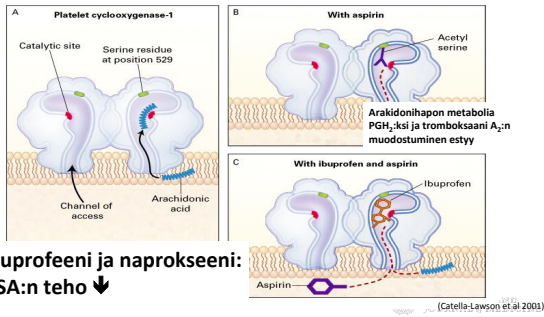 A
Platelet cyclooxygenase-1
Catalytic site
Serine residue
at position 529
Channel of
access
Arachidonic
acid
B
With aspirin
Acetyl
serine
Arakidonihapon metabolia
PGH2:ksi ja tromboksaani A2:n
muodostuminen estyy
C
With ibuprofen and aspirin
Ibuprofen
Aspirin
uprofeeni ja naprokseeni:
SA:n teho 🡻
(Catella-Lawson et al 2001)